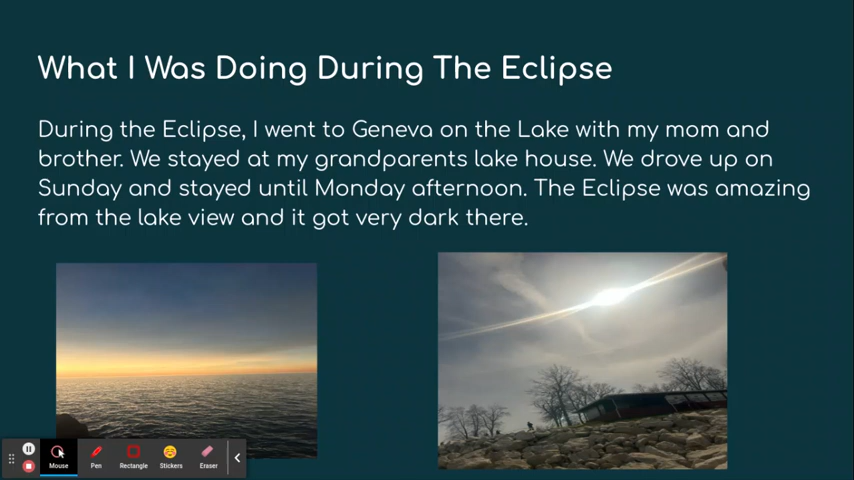 What I Was Doing During The Eclipse
During the Eclipse, I went to Geneva on the Lake with my mom and
brother. We stayed at my grandparents lake house. We drove up on
Sunday and stayed until Monday afternoon. The Eclipse was amazing
from the lake view and it got very dark there.
Mouse
Pen
Rectangle
Stickers
Eraser